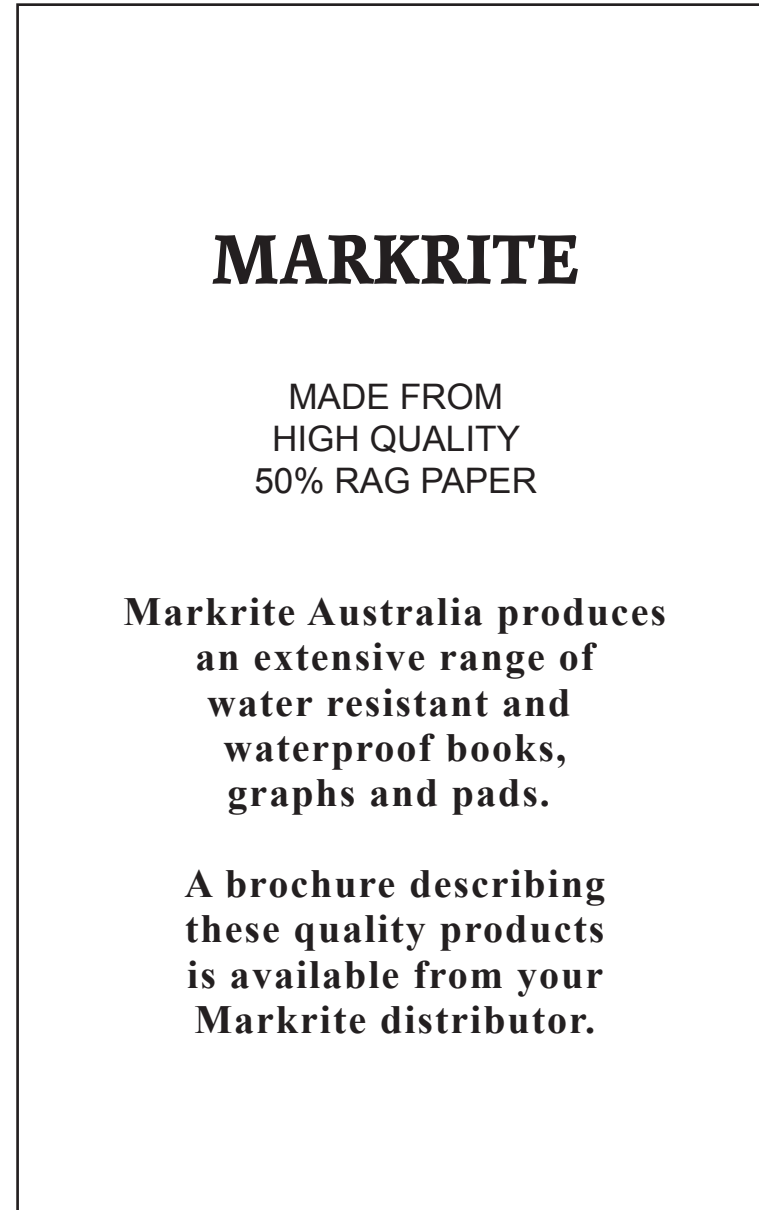 MARKRITE
MADE FROM
HIGH QUALITY
50% RAG PAPER
Markrite Australia produces
an extensive range of
water resistant and
waterproof books,
graphs and pads.
A brochure describing
these quality products
is available from your
Markrite distributor.